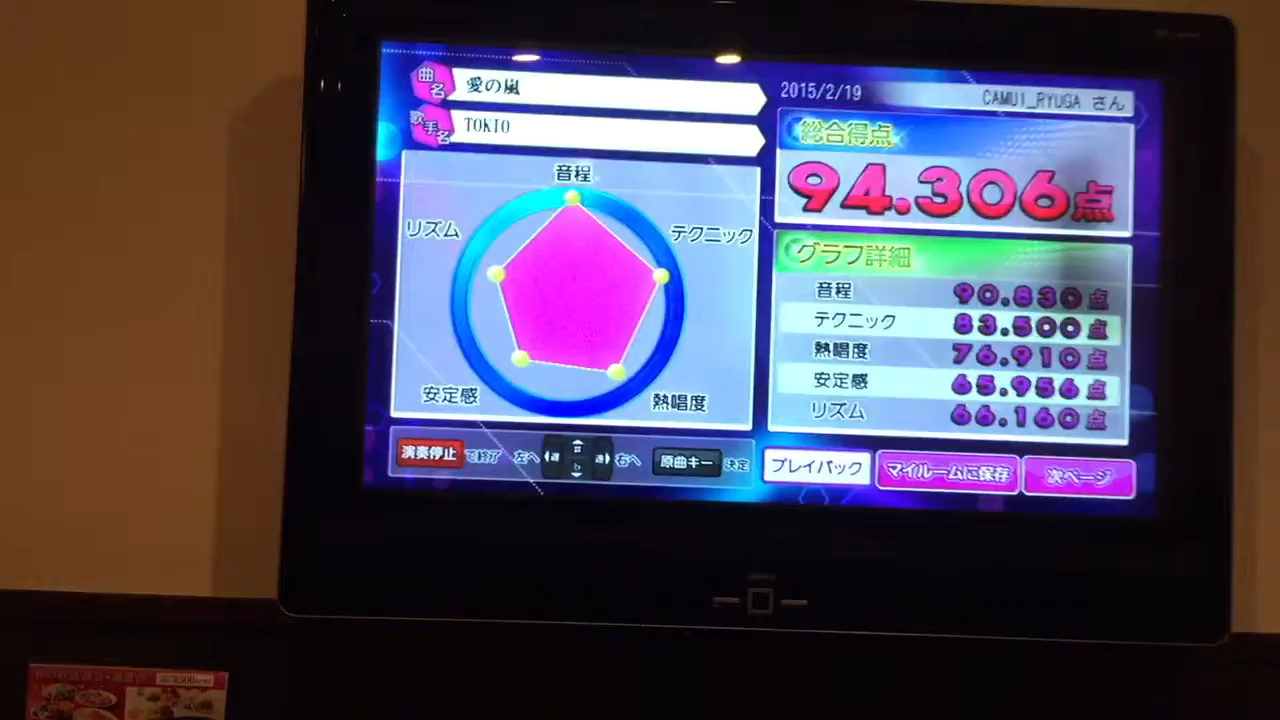 曲名 愛の嵐
歌手名 TOKIO
2015/2/19
CAMUI_RYUGA さん
総合得点
94.306点
音程
テクニック
熱唱度
安定感
リズム
グラフ詳細
音程 90.830点
テクニック 83.500点
熱唱度 76.910点
安定感 65.956点
リズム 66.160点
演奏停止 で終了 左へ 遅 # b 速 右へ 原曲キー 決定
プレイバック
マイルームに保存
次ページ